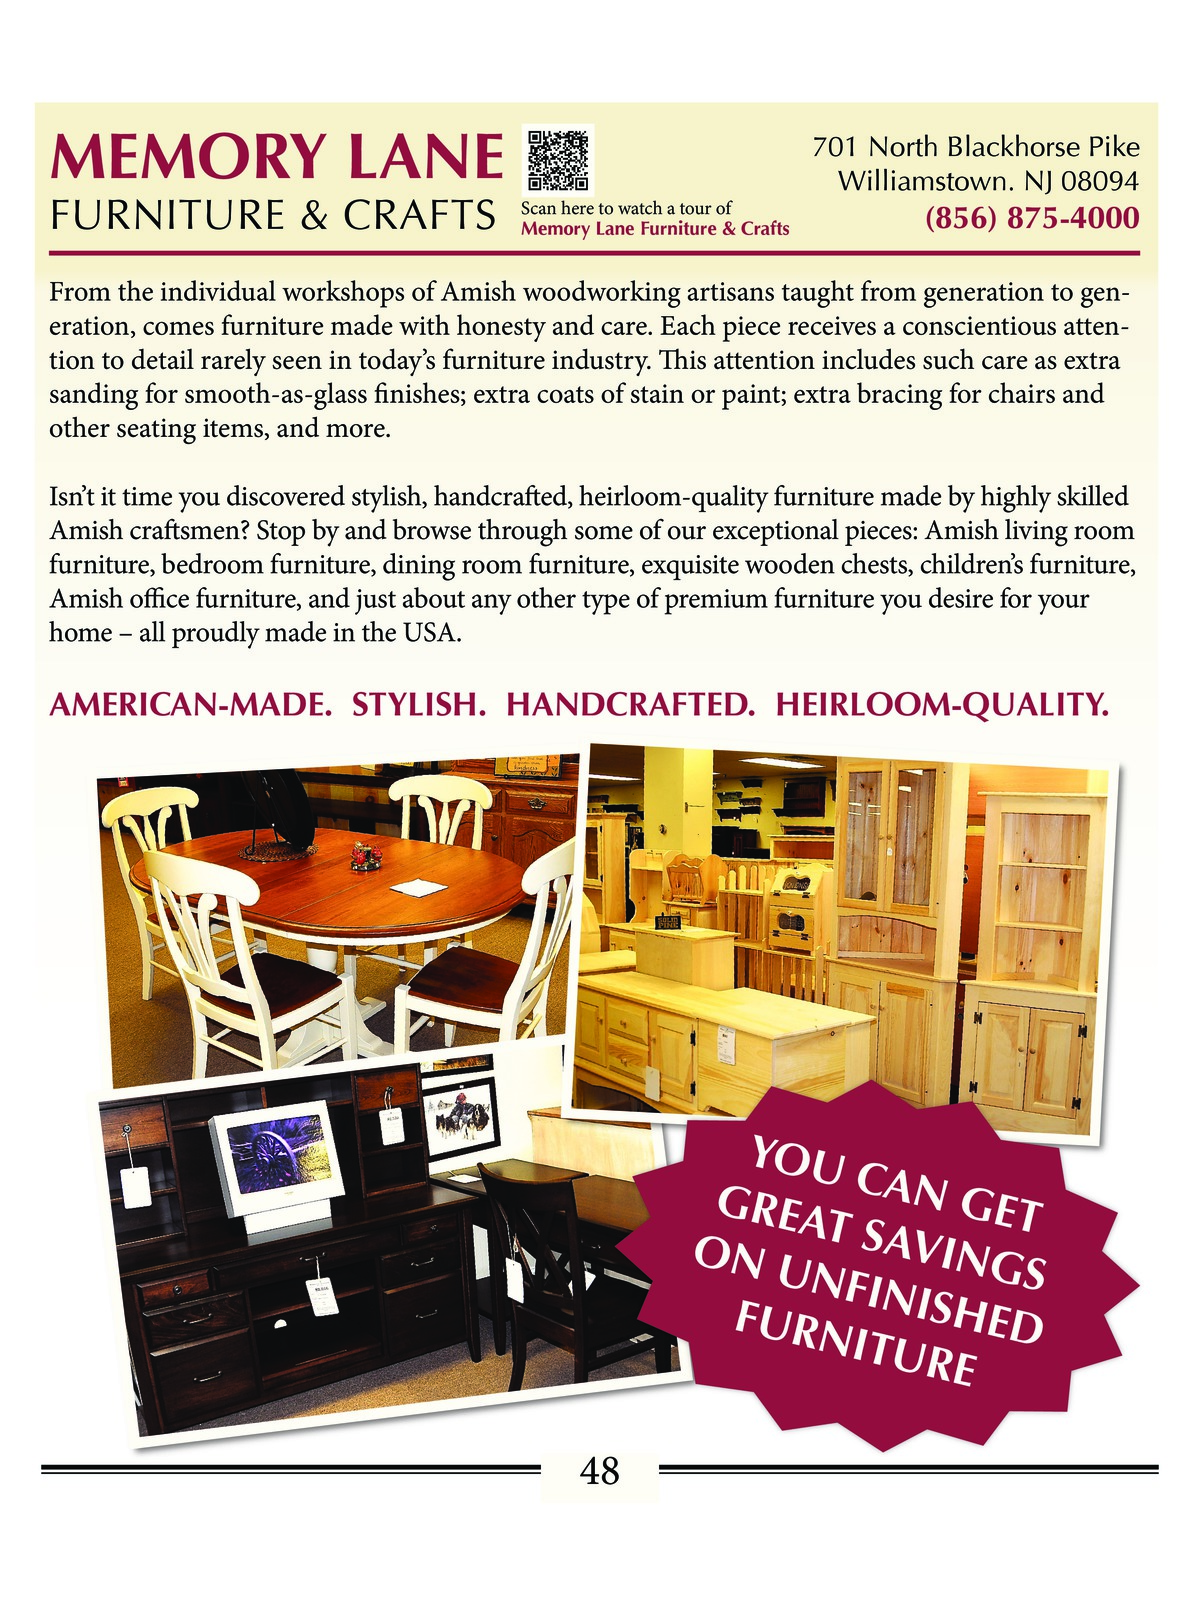 MEMORY LANE
FURNITURE & CRAFTS
Scan here to watch a tour of
Memory Lane Furniture & Crafts
701 North Blackhorse Pike
Williamstown. NJ 08094
(856) 875-4000
From the individual workshops of Amish woodworking artisans taught from generation to gen-
eration, comes furniture made with honesty and care. Each piece receives a conscientious atten-
tion to detail rarely seen in today’s furniture industry. This attention includes such care as extra
sanding for smooth-as-glass finishes; extra coats of stain or paint; extra bracing for chairs and
other seating items, and more.
Isn’t it time you discovered stylish, handcrafted, heirloom-quality furniture made by highly skilled
Amish craftsmen? Stop by and browse through some of our exceptional pieces: Amish living room
furniture, bedroom furniture, dining room furniture, exquisite wooden chests, children’s furniture,
Amish office furniture, and just about any other type of premium furniture you desire for your
home – all proudly made in the USA.
AMERICAN-MADE. STYLISH. HANDCRAFTED. HEIRLOOM-QUALITY.
SOLID
PINE
YOU CAN GET
GREAT SAVINGS
ON UNFINISHED
FURNITURE
48